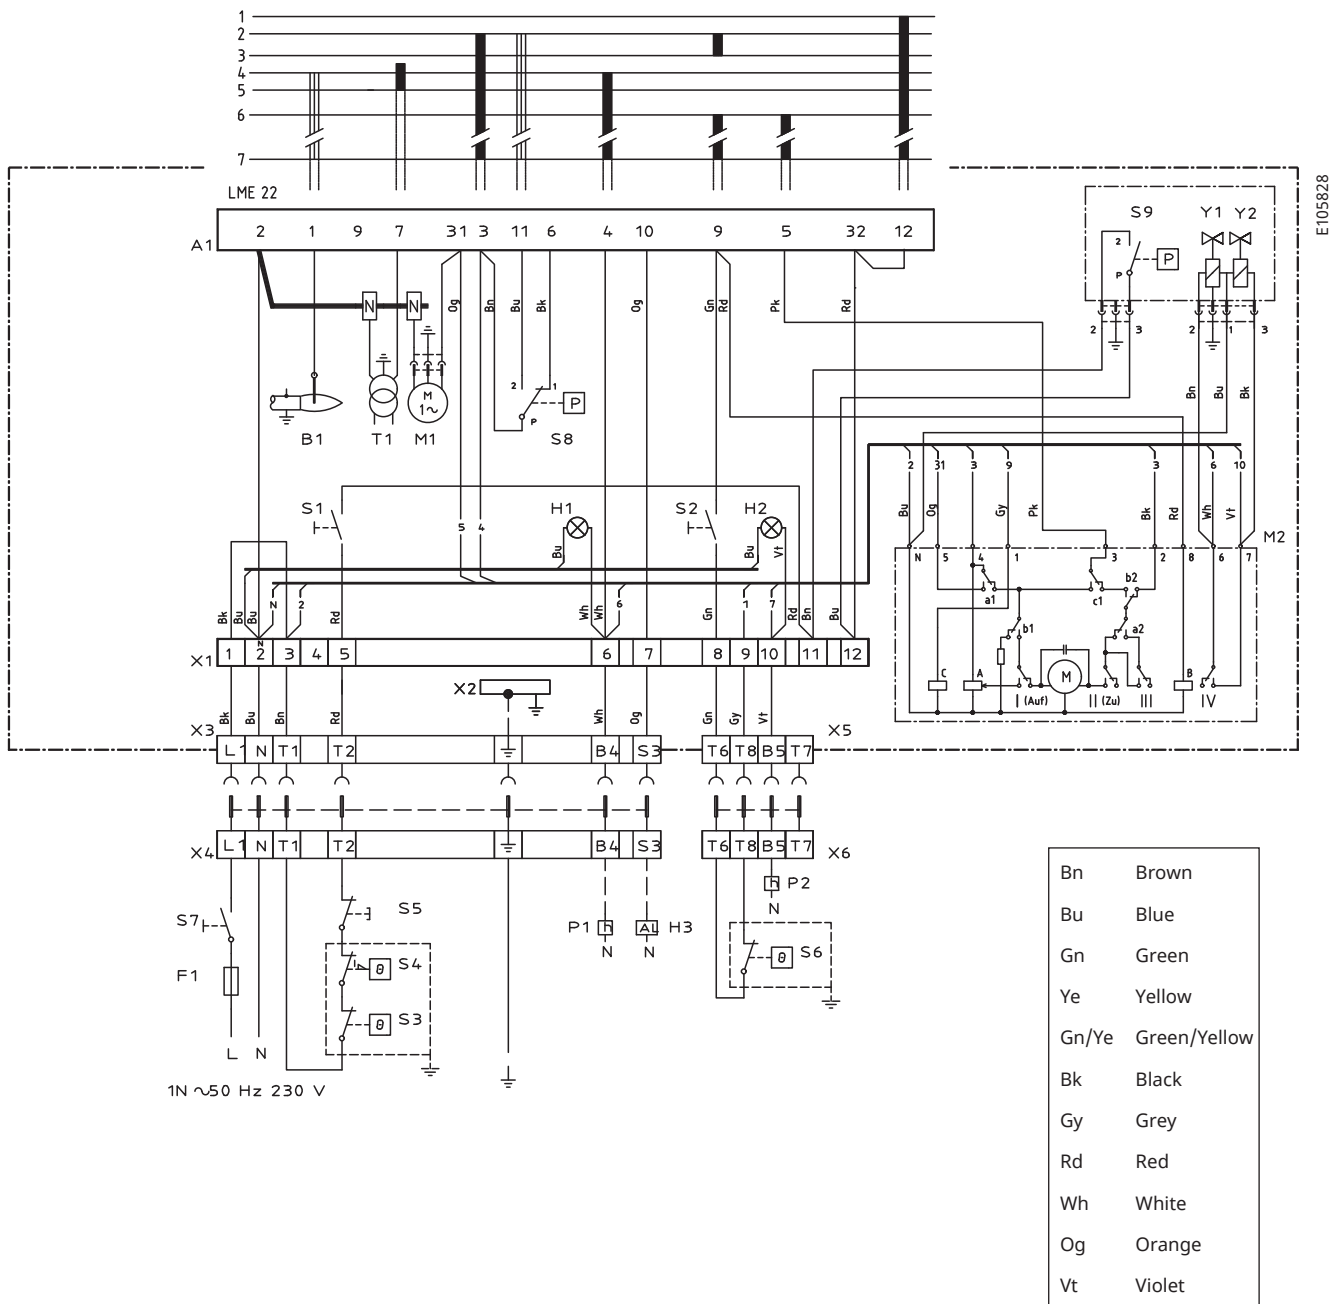 1
2
3
4
5
6
7
E105828
LME 22
A1
2 1 9 7 31 3 11 6 4 10 9 5 32 12
S9 Y1 Y2
2
P
P
2 3 2 1 3
N N
Og Bn Bu Bk Og Gn Rd Pk Rd
Bn Bu Bk
M
1~
2 1
P
P
B1 T1 M1 S8
2 31 3 9 3 6 10
S1 H1 S2 H2
5 4
Bu Bu Vt
Bu Og Gy Pk Bk Rd Wh Vt
M2
N 5 4 1 3 2 8 6 7
a1 c1 b2
b1 a2
C A M B
I (Auf) II (Zu) III IV
N 2 6 1 7
Bk Bu Bu Rd Wh Wh Gn Rd Bn Bu
N
X1
1 2 3 4 5 6 7 8 9 10 11 12
X2
Bk Bu Bn Rd Wh Og Gn Gy Vt
X3 X5
L1 N T1 T2 B4 S3 T6 T8 B5 T7
X4 X6
L1 N T1 T2 B4 S3 T6 T8 B5 T7
h P2
N
S7 S5
P1 h AL H3
N N
F1
θ S4
θ S6
θ S3
L N
1N ~50 Hz 230 V
Bn Brown
Bu Blue
Gn Green
Ye Yellow
Gn/Ye Green/Yellow
Bk Black
Gy Grey
Rd Red
Wh White
Og Orange
Vt Violet